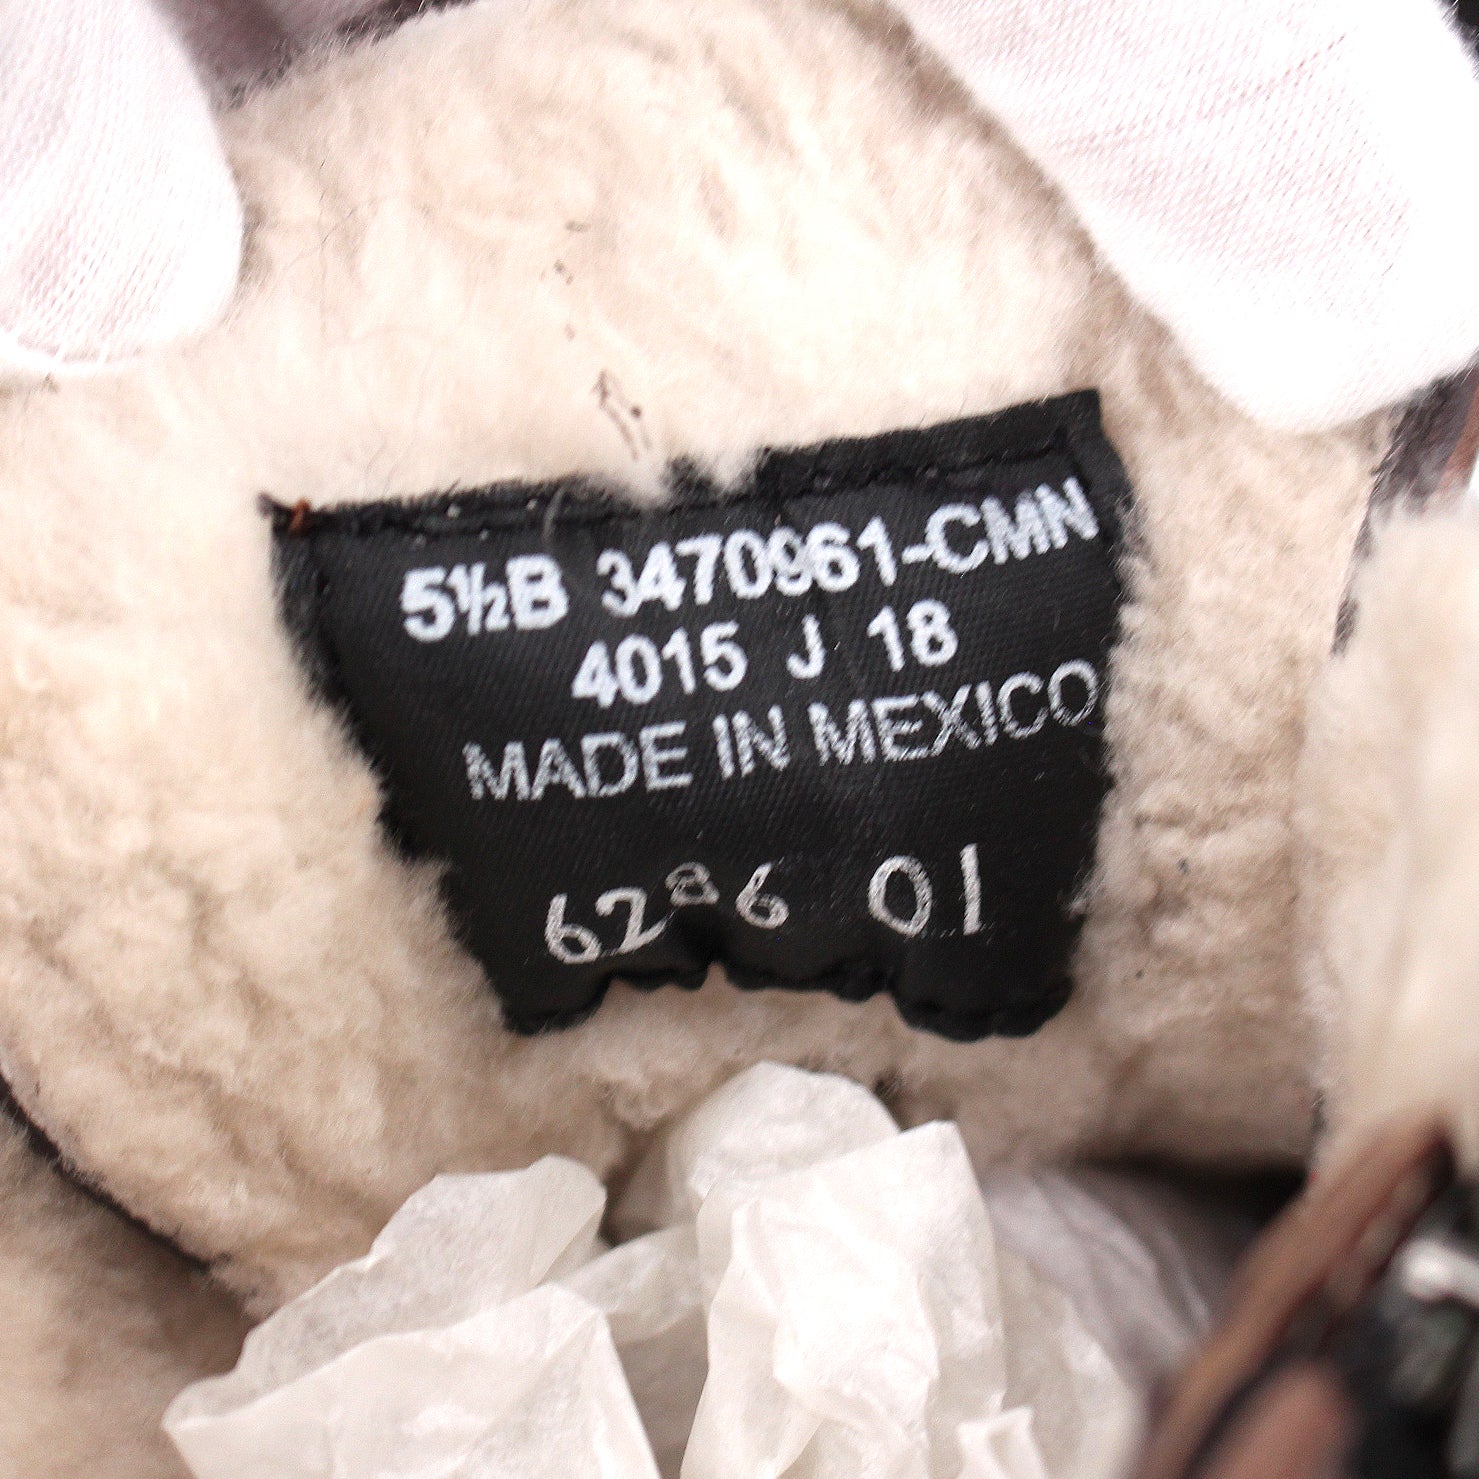 5½B 3470961-CMN
4015 J 18
MADE IN MEXICO
6286 01